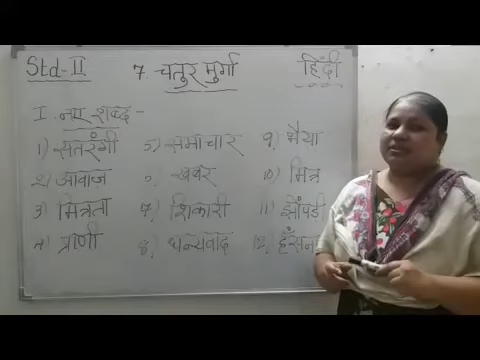 Std-II 7. चतुर मुर्गा हिंदी
I. नए शब्द -
1) सतरंगी 5) समाचार 9) भैया
2) आवाज ६) खबर 10) मित्र
3) मित्रता 7) शिकारी 11) झोंपडी
4) प्राणी 8) धन्यवाद 12) हँसन